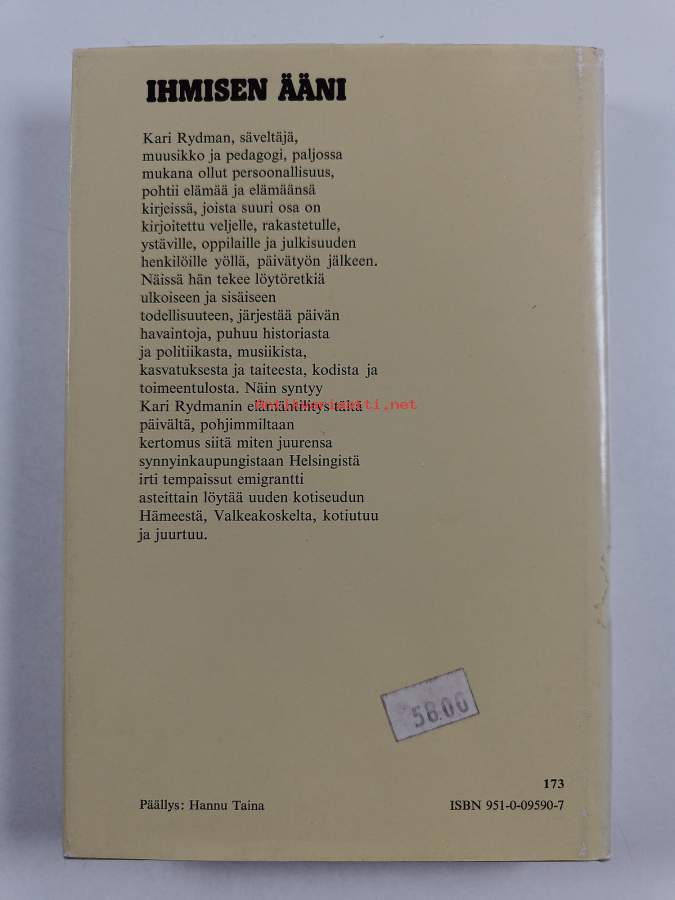 IHMISEN ÄÄNI
Kari Rydman, säveltäjä,
muusikko ja pedagogi, paljossa
mukana ollut persoonallisuus,
pohtii elämää ja elämäänsä
kirjeissä, joista suuri osa on
kirjoitettu veljelle, rakastetulle,
ystäville, oppilaille ja julkisuuden
henkilöille yöllä, päivätyön jälkeen.
Näissä hän tekee löytöretkiä
ulkoiseen ja sisäiseen
todellisuuteen, järjestää päivän
havaintoja, puhuu historiasta
ja politiikasta, musiikista,
kasvatuksesta ja taiteesta, kodista ja
toimeentulosta. Näin syntyy
Kari Rydmanin elämäntilitys tältä
päivältä, pohjimmiltaan
kertomus siitä miten juurensa
synnyinkaupungistaan Helsingistä
irti tempaissut emigrantti
asteittain löytää uuden kotiseudun
Hämeestä, Valkeakoskelta, kotiutuu
ja juurtuu.
58.00
173
Päällys: Hannu Taina ISBN 951-0-09590-7